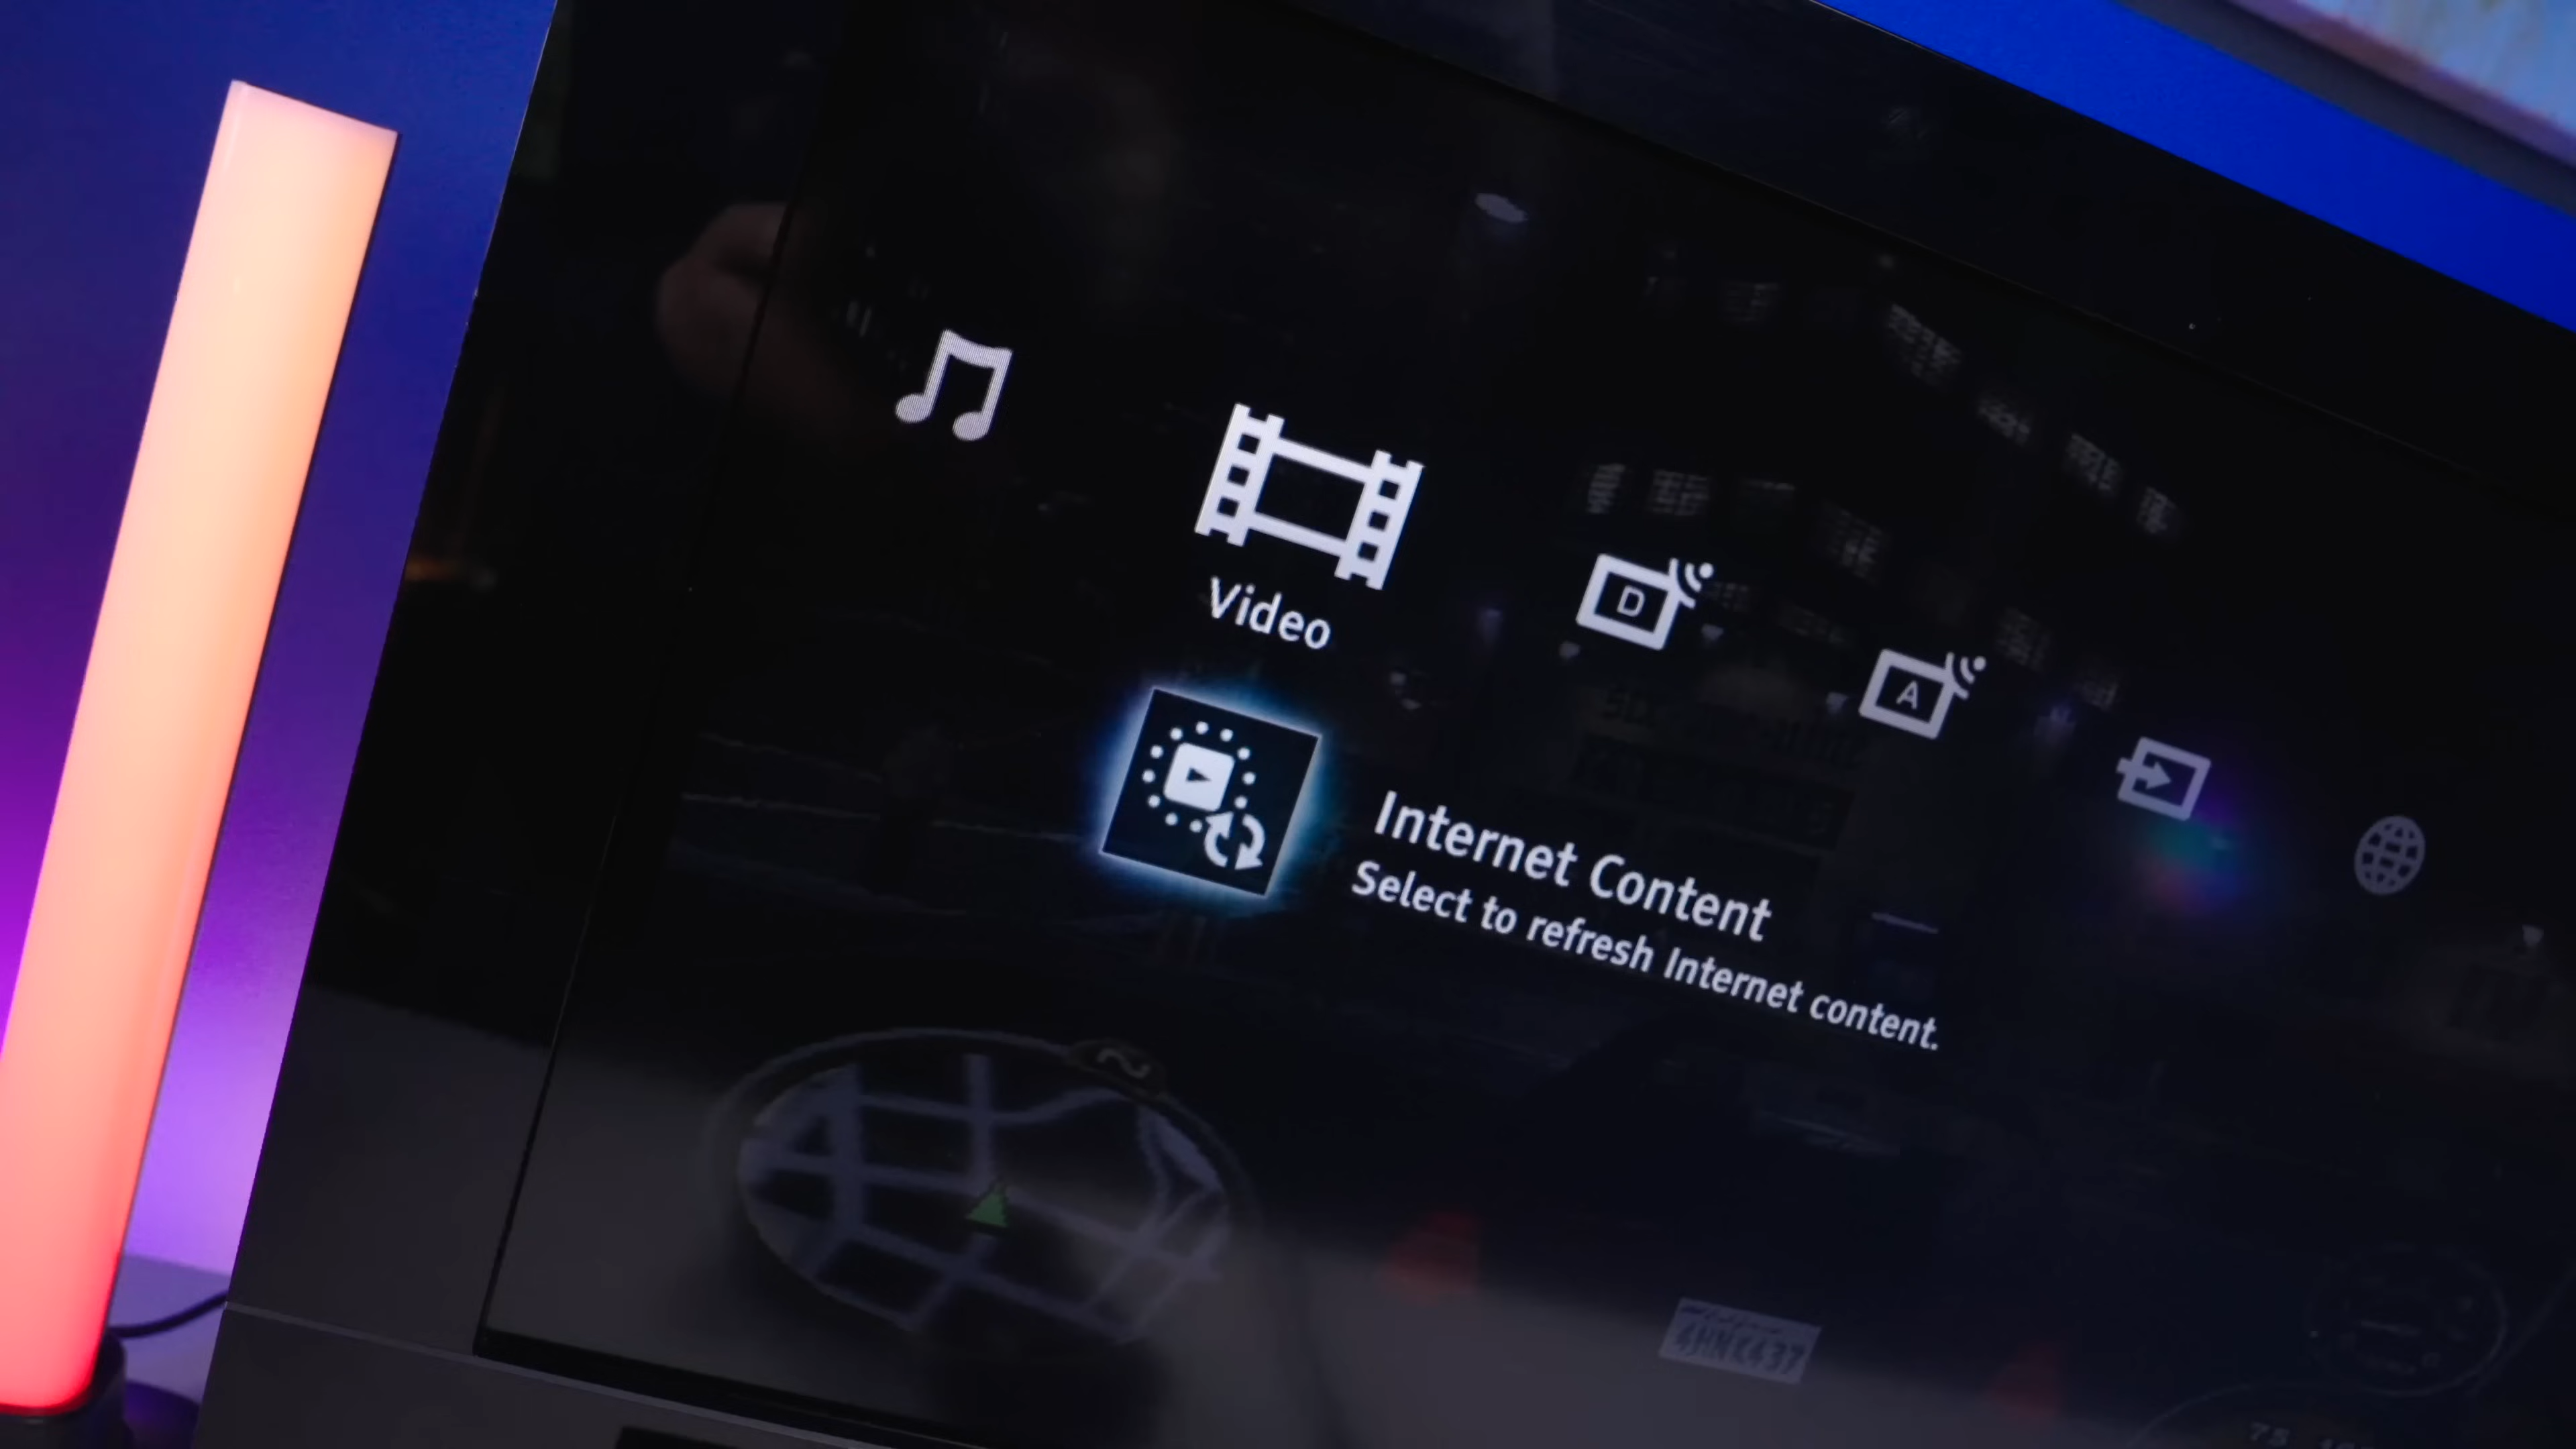 Video
D
A
Internet Content
Select to refresh Internet content.